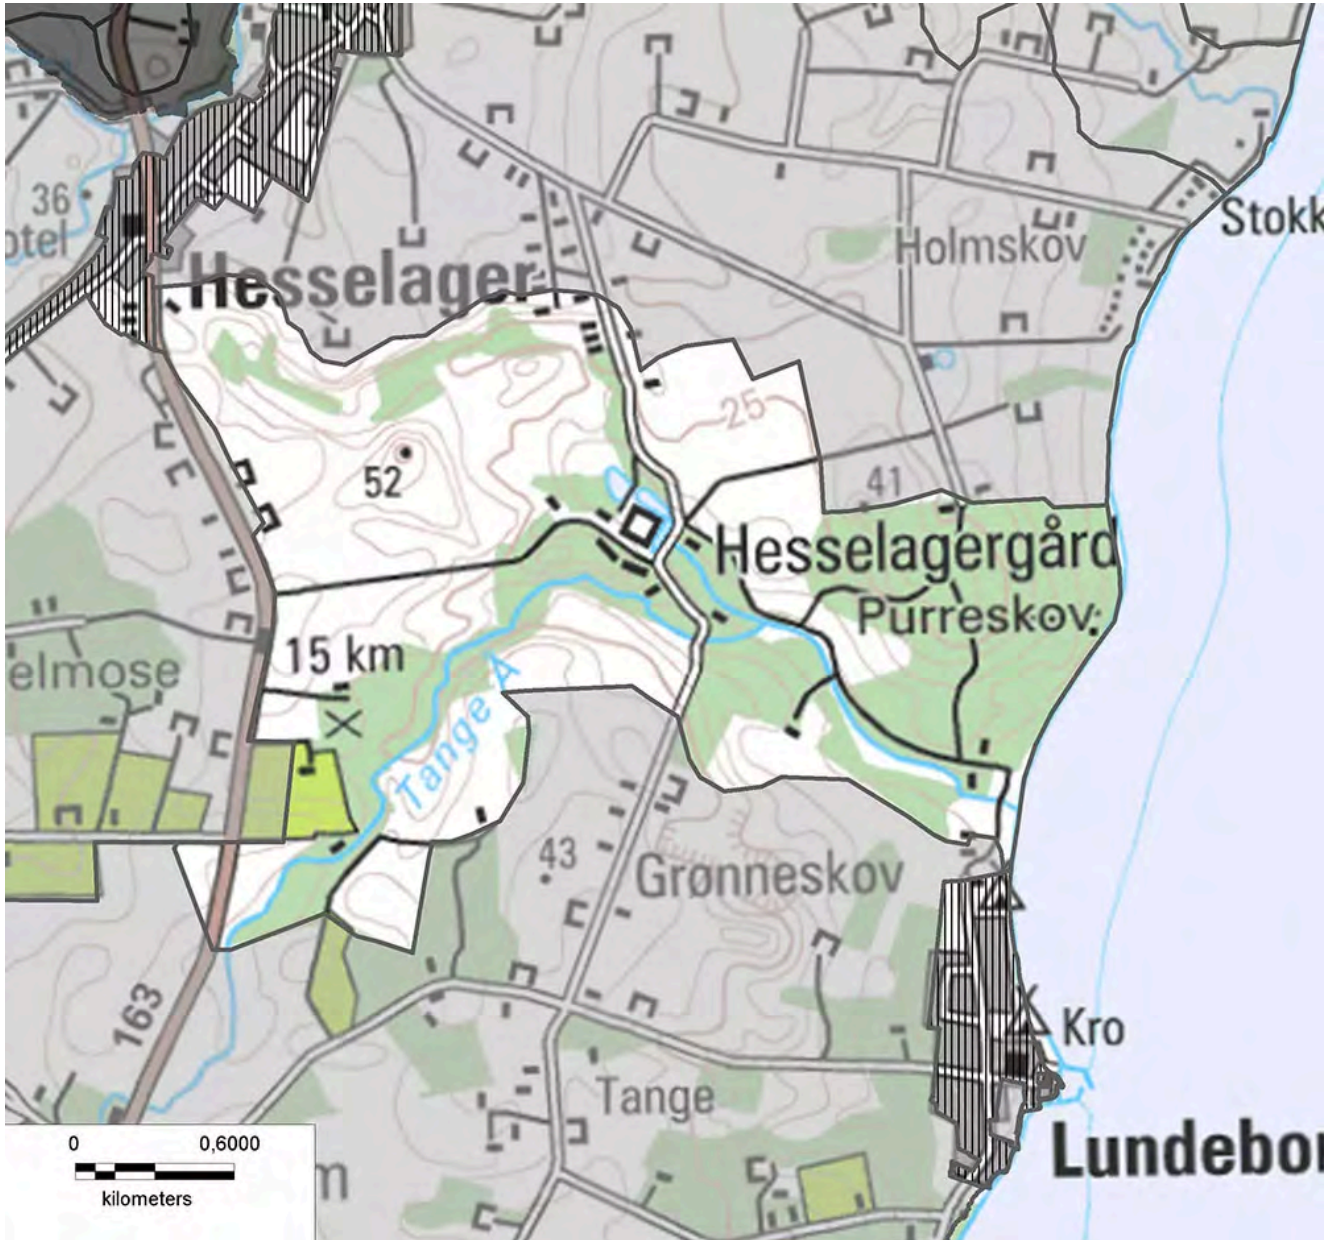 36
otel
Stokk
Holmskov
Hesselager
25
52
41
Hesselagergård
Purreskov
15 km
elmose
Tange Å
43
Grønneskov
163
Kro
Tange
0 0,6000
kilometers
m
Lundebor